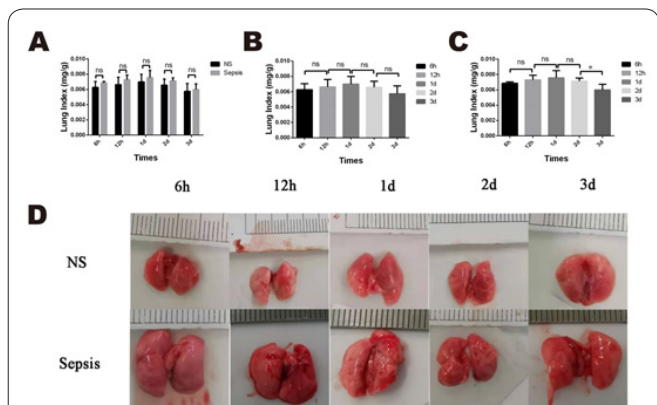 A
Lung Index (mg/g)
0.010
0.008
0.006
0.004
0.002
0.000
ns ns ns ns ns
NS
Sepsis
6h 12h 1d 2d 3d
Times
B
Lung Index (mg/g)
0.010
0.008
0.006
0.004
0.002
0.000
ns ns ns ns
6h
12h
1d
2d
3d
6h 12h 1d 2d 3d
Times
C
Lung Index (mg/g)
0.010
0.008
0.006
0.004
0.002
0.000
ns ns ns *
6h
12h
1d
2d
3d
6h 12h 1d 2d 3d
Times
6h 12h 1d 2d 3d
D
NS
Sepsis